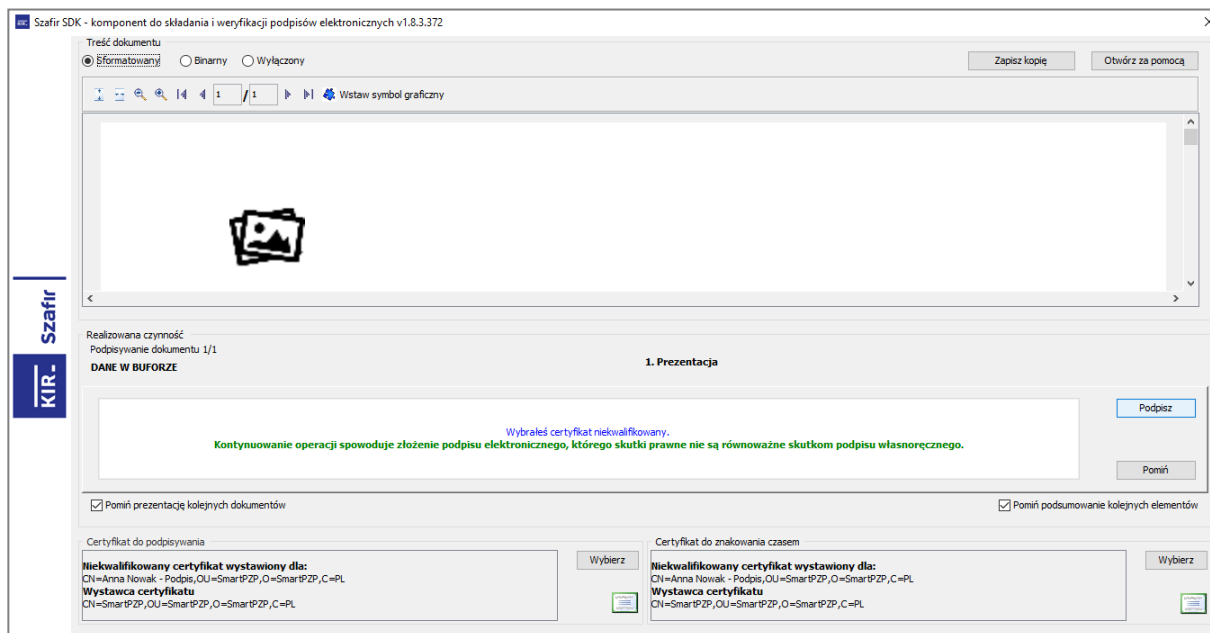 KIR. Szafir SDK - komponent do składania i weryfikacji podpisów elektronicznych v1.8.3.372
Treść dokumentu
Sformatowany Binarny Wyłączony Zapisz kopię Otwórz za pomocą
1 / 1 Wstaw symbol graficzny
KIR. Szafir
Realizowana czynność
Podpisywanie dokumentu 1/1
DANE W BUFORZE
1. Prezentacja
Wybrałeś certyfikat niekwalifikowany.
Kontynuowanie operacji spowoduje złożenie podpisu elektronicznego, którego skutki prawne nie są równoważne skutkom podpisu własnoręcznego.
Podpisz
Pomiń
Pomiń prezentację kolejnych dokumentów
Pomiń podsumowanie kolejnych elementów
Certyfikat do podpisywania
Niekwalifikowany certyfikat wystawiony dla:
CN=Anna Nowak - Podpis,OU=SmartPZP,O=SmartPZP,C=PL
Wystawca certyfikatu
CN=SmartPZP,OU=SmartPZP,O=SmartPZP,C=PL
Wybierz
Certyfikat do znakowania czasem
Niekwalifikowany certyfikat wystawiony dla:
CN=Anna Nowak - Podpis,OU=SmartPZP,O=SmartPZP,C=PL
Wystawca certyfikatu
CN=SmartPZP,OU=SmartPZP,O=SmartPZP,C=PL
Wybierz